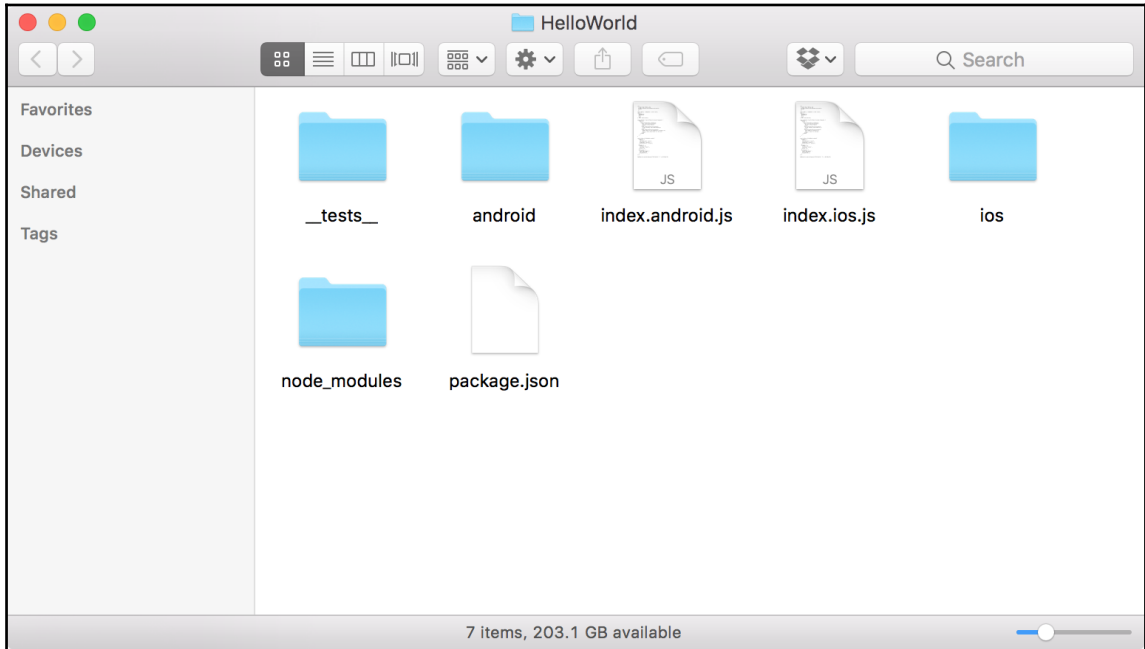 HelloWorld
Search
Favorites
Devices
Shared
Tags
__tests__
android
index.android.js
index.ios.js
ios
JS
JS
node_modules
package.json
7 items, 203.1 GB available